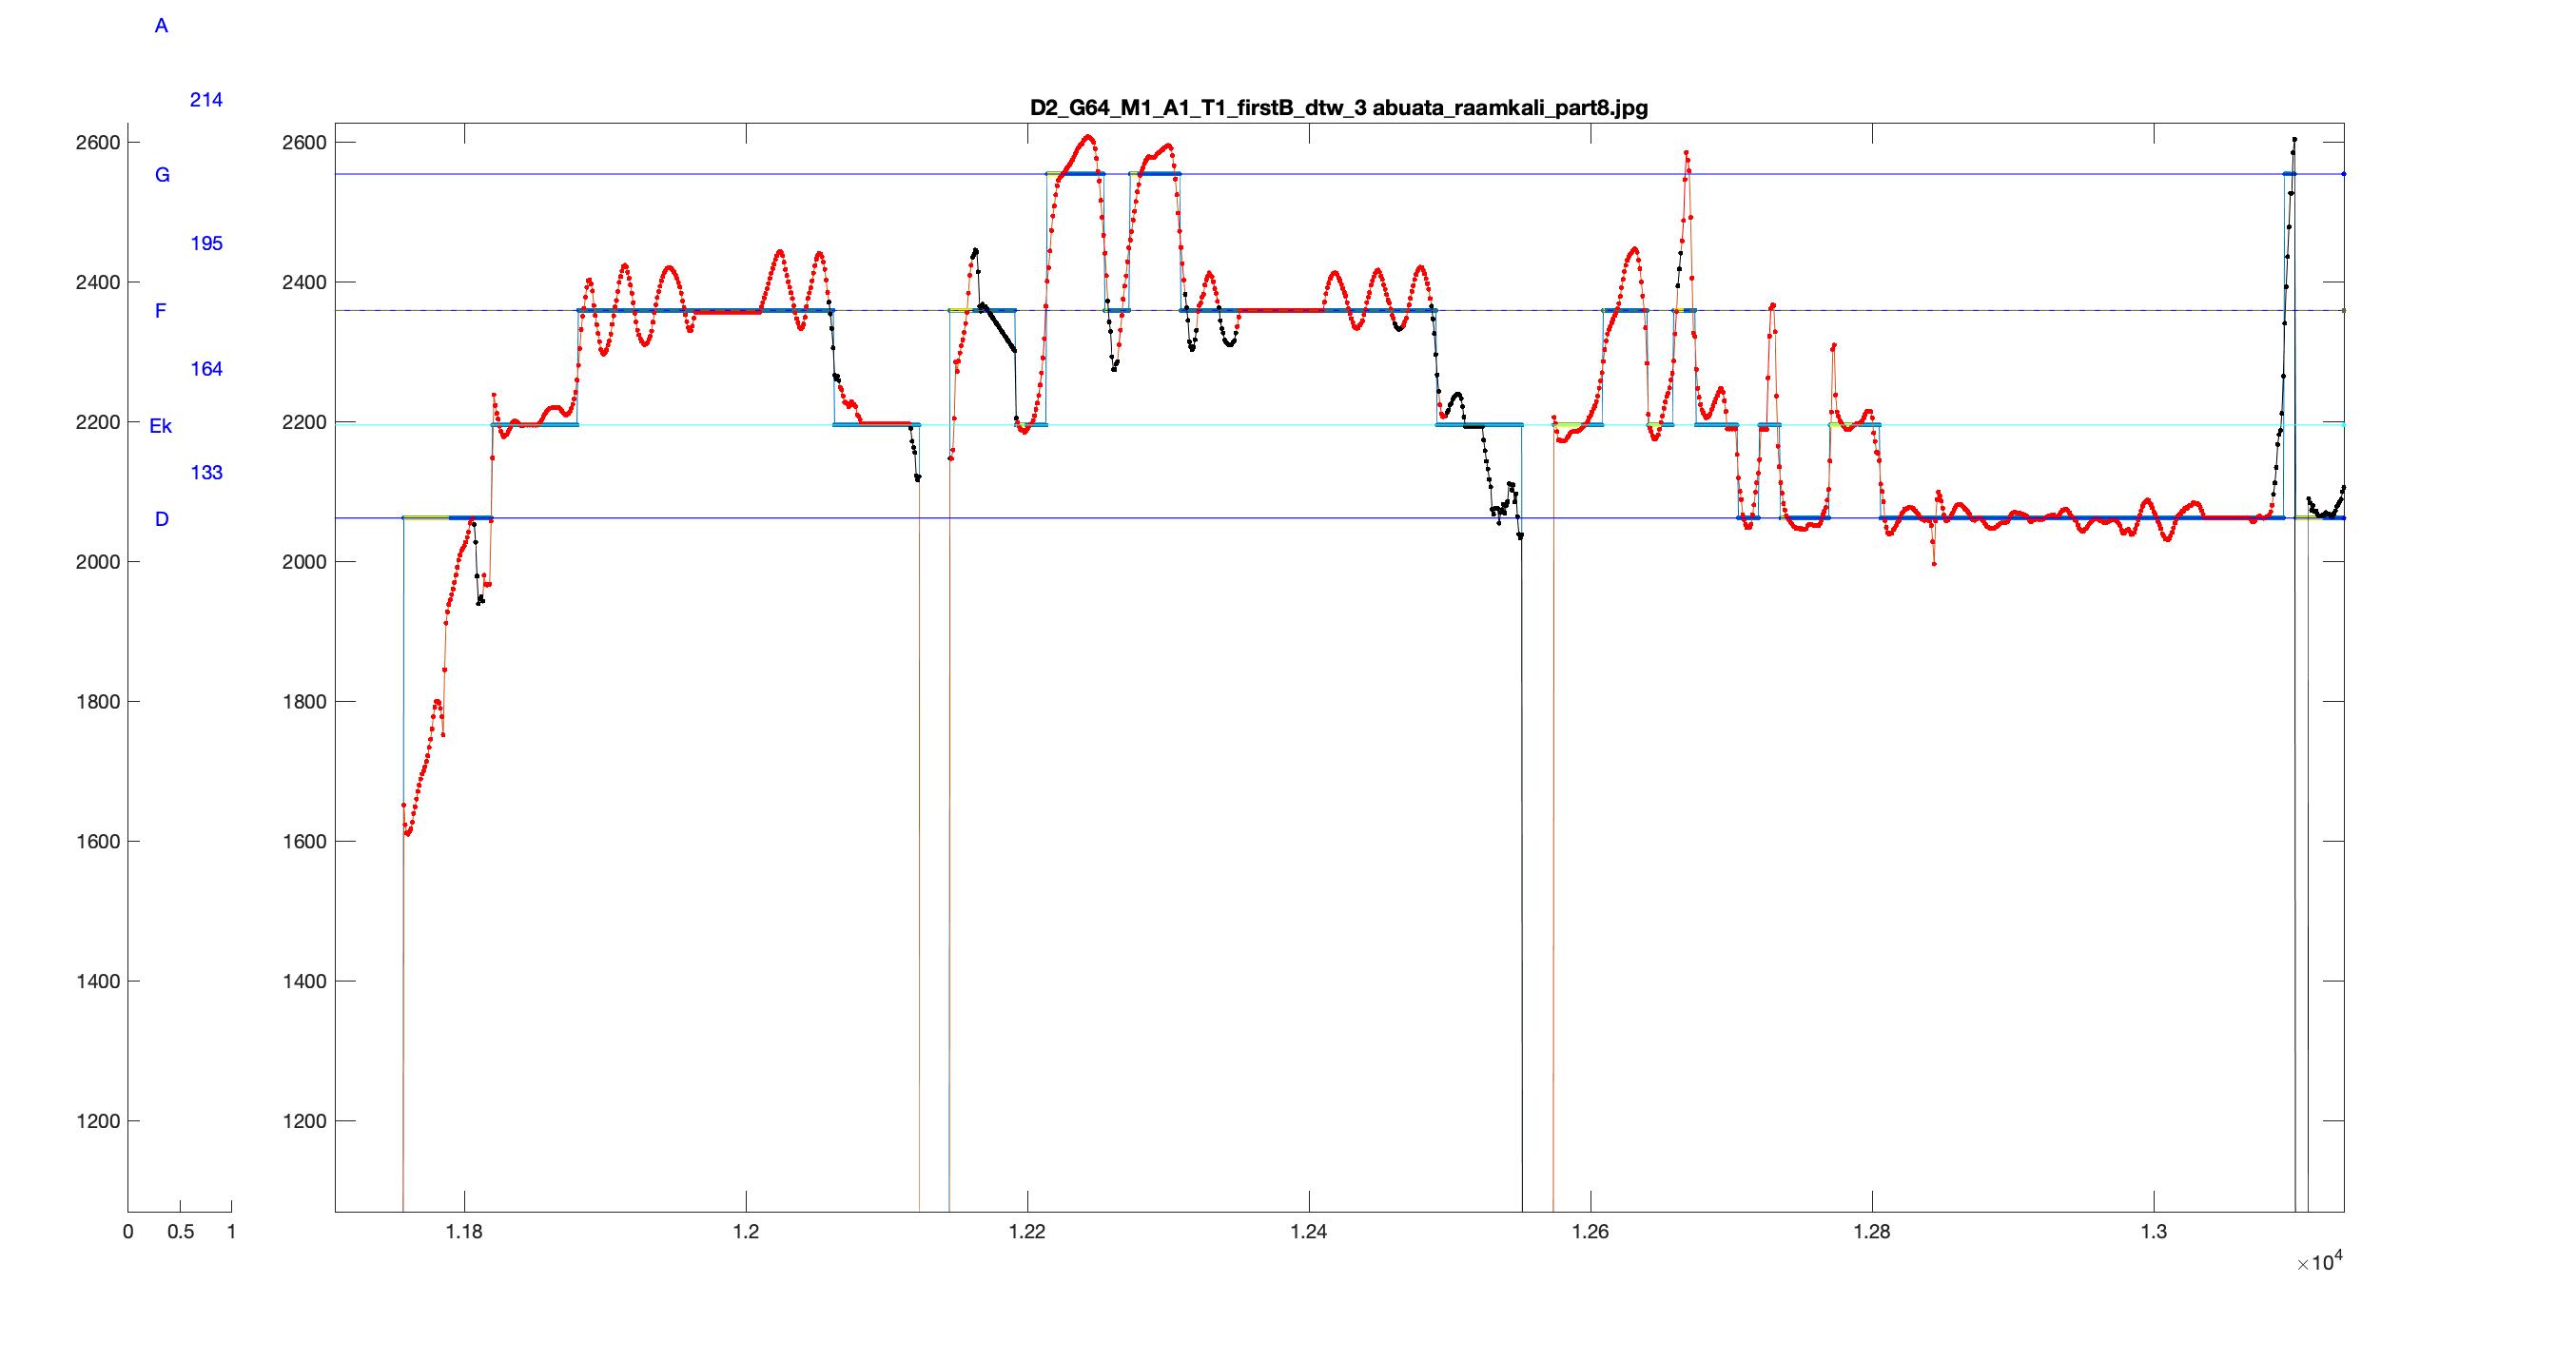 A
214
D2_G64_M1_A1_T1_firstB_dtw_3 abuata_raamkali_part8.jpg
2600 G 2600
195
2400 F 2400
164
2200 Ek 2200
133
D
2000 2000
1800 1800
1600 1600
1400 1400
1200 1200
0 0.5 1 1.18 1.2 1.22 1.24 1.26 1.28 1.3
×10⁴